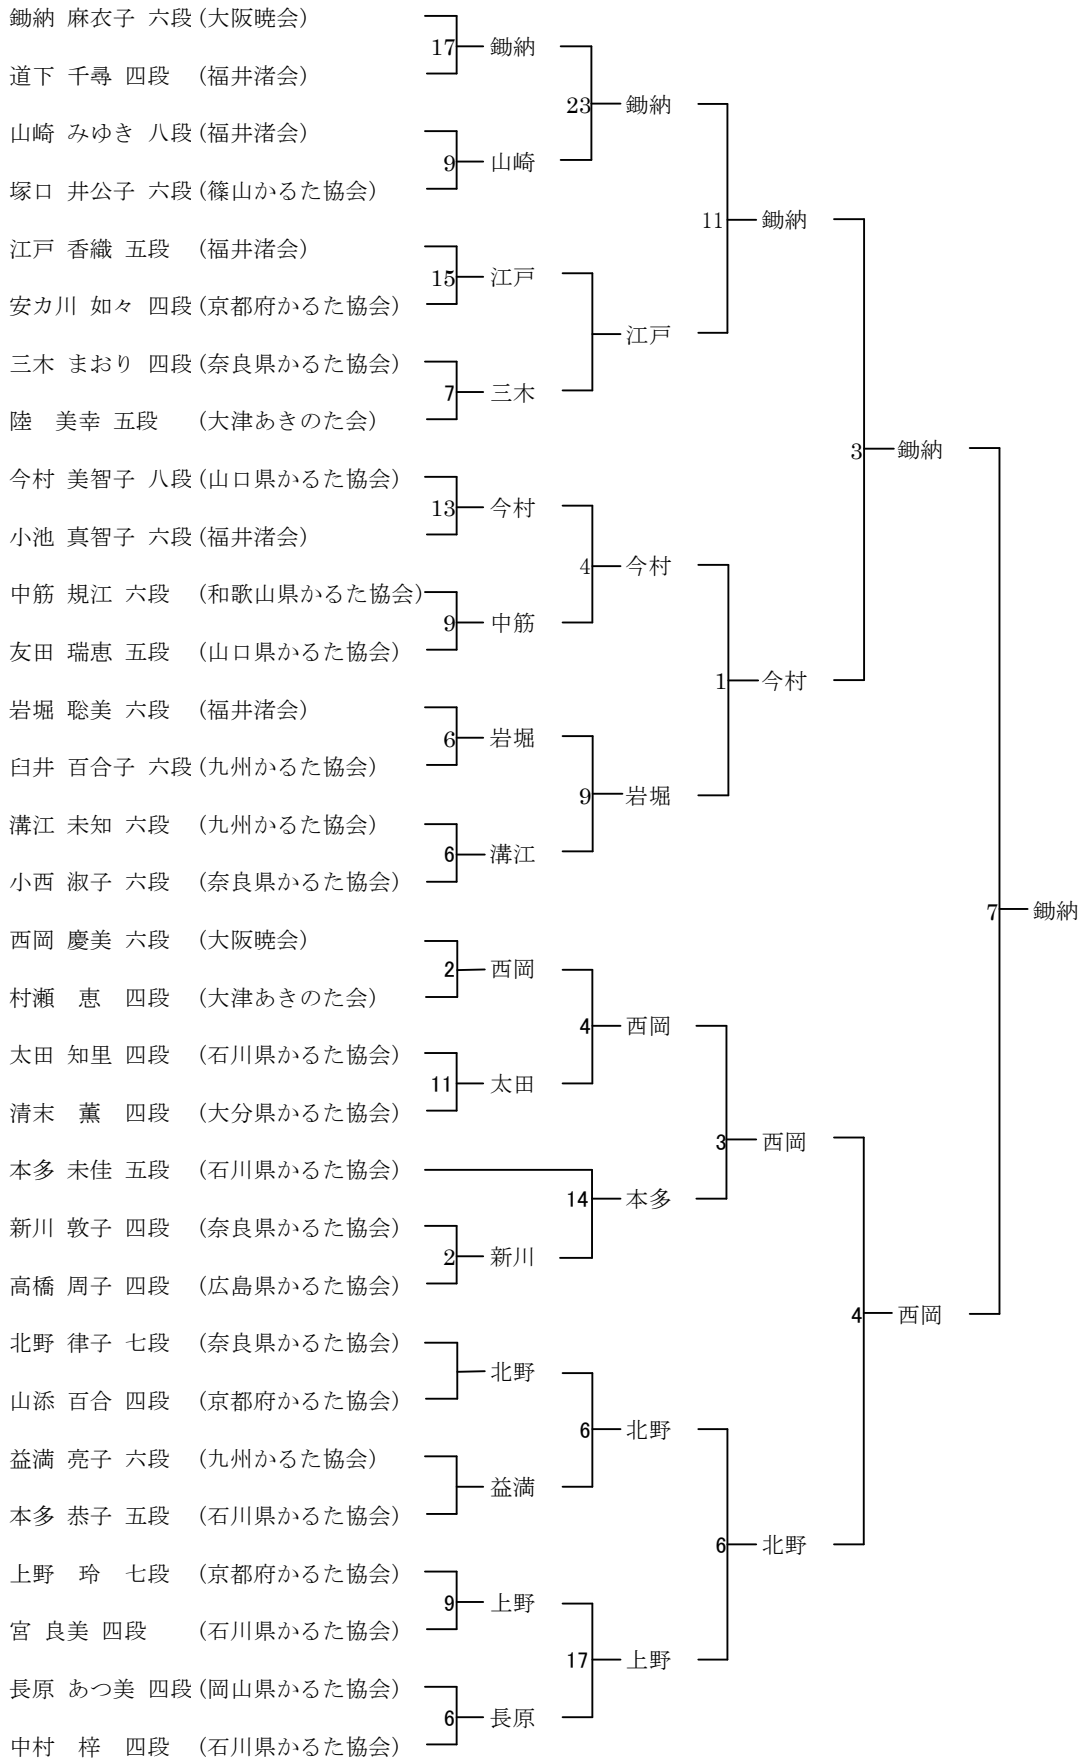 鋤納 麻衣子 六段 (大阪暁会)
17 鋤納
道下 千尋 四段 (福井渚会)
23 鋤納
山崎 みゆき 八段 (福井渚会)
9 山崎
塚口 井公子 六段 (篠山かるた協会)
11 鋤納
江戸 香織 五段 (福井渚会)
15 江戸
安カ川 如々 四段 (京都府かるた協会)
江戸
三木 まおり 四段 (奈良県かるた協会)
7 三木
陸 美幸 五段 (大津あきのた会)
3 鋤納
今村 美智子 八段 (山口県かるた協会)
13 今村
小池 真智子 六段 (福井渚会)
4 今村
中筋 規江 六段 (和歌山県かるた協会)
9 中筋
友田 瑞恵 五段 (山口県かるた協会)
1 今村
岩堀 聡美 六段 (福井渚会)
6 岩堀
臼井 百合子 六段 (九州かるた協会)
9 岩堀
溝江 未知 六段 (九州かるた協会)
6 溝江
小西 淑子 六段 (奈良県かるた協会)
7 鋤納
西岡 慶美 六段 (大阪暁会)
2 西岡
村瀬 恵 四段 (大津あきのた会)
4 西岡
太田 知里 四段 (石川県かるた協会)
11 太田
清末 薫 四段 (大分県かるた協会)
3 西岡
本多 未佳 五段 (石川県かるた協会)
14 本多
新川 敦子 四段 (奈良県かるた協会)
2 新川
高橋 周子 四段 (広島県かるた協会)
4 西岡
北野 律子 七段 (奈良県かるた協会)
北野
山添 百合 四段 (京都府かるた協会)
6 北野
益満 亮子 六段 (九州かるた協会)
益満
本多 恭子 五段 (石川県かるた協会)
6 北野
上野 玲 七段 (京都府かるた協会)
9 上野
宮 良美 四段 (石川県かるた協会)
17 上野
長原 あつ美 四段 (岡山県かるた協会)
6 長原
中村 梓 四段 (石川県かるた協会)